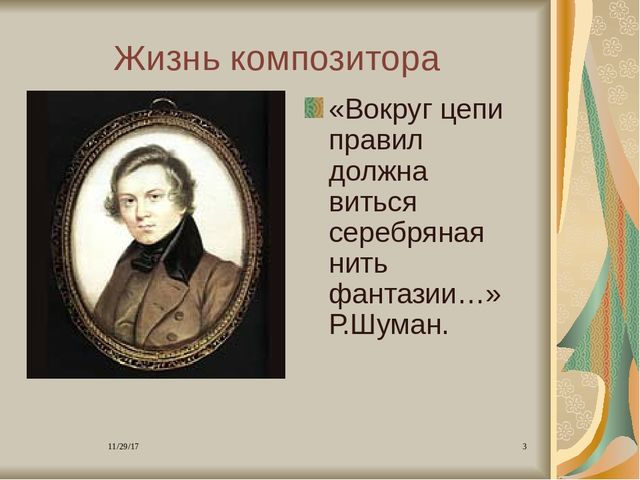 Жизнь композитора
«Вокруг цепи
правил
должна
виться
серебряная
нить
фантазии…»
Р.Шуман.
11/29/17
3